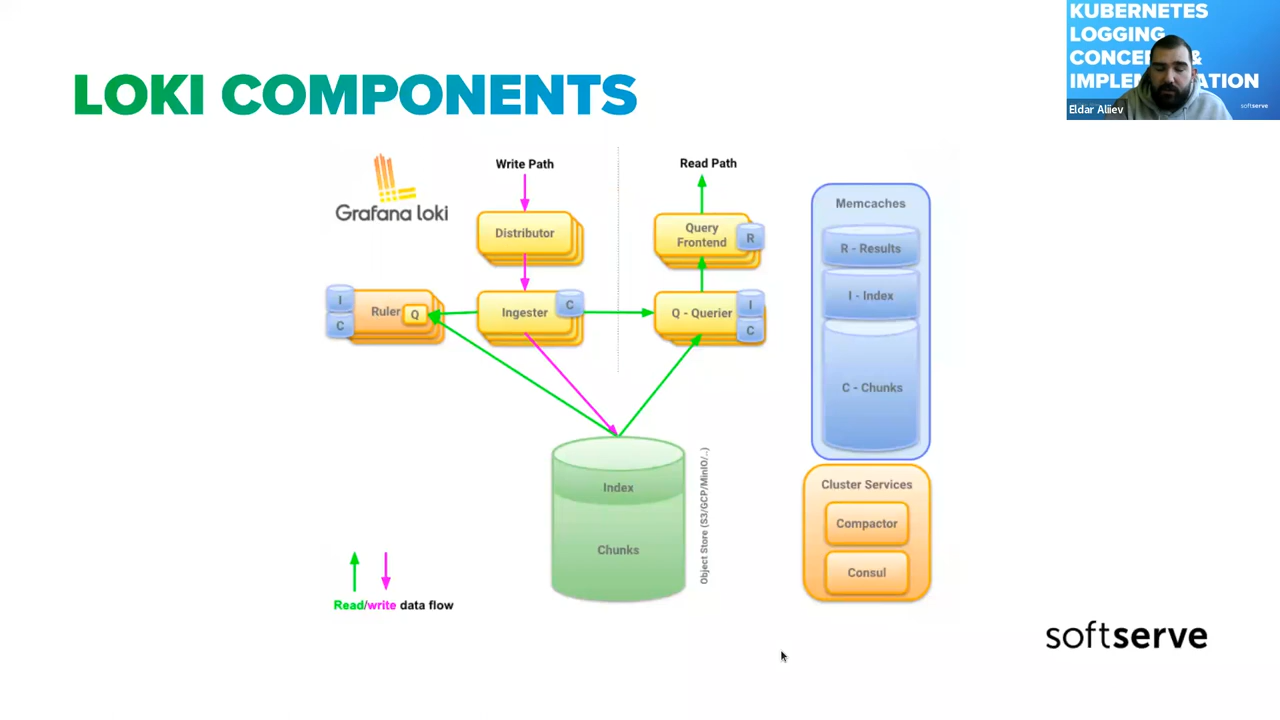 KUBERNETES
LOGGING
&
Eldar Aliiev
softserve
LOKI COMPONENTS
Grafana loki
Write Path
Read Path
Distributor
Query
Frontend
R
I
C
Ruler
Q
Ingester
C
Q - Querier
I
C
Memcaches
R - Results
I - Index
C - Chunks
Index
Chunks
Object Store (S3/GCP/MinIO/..)
Cluster Services
Compactor
Consul
Read/write data flow
softserve